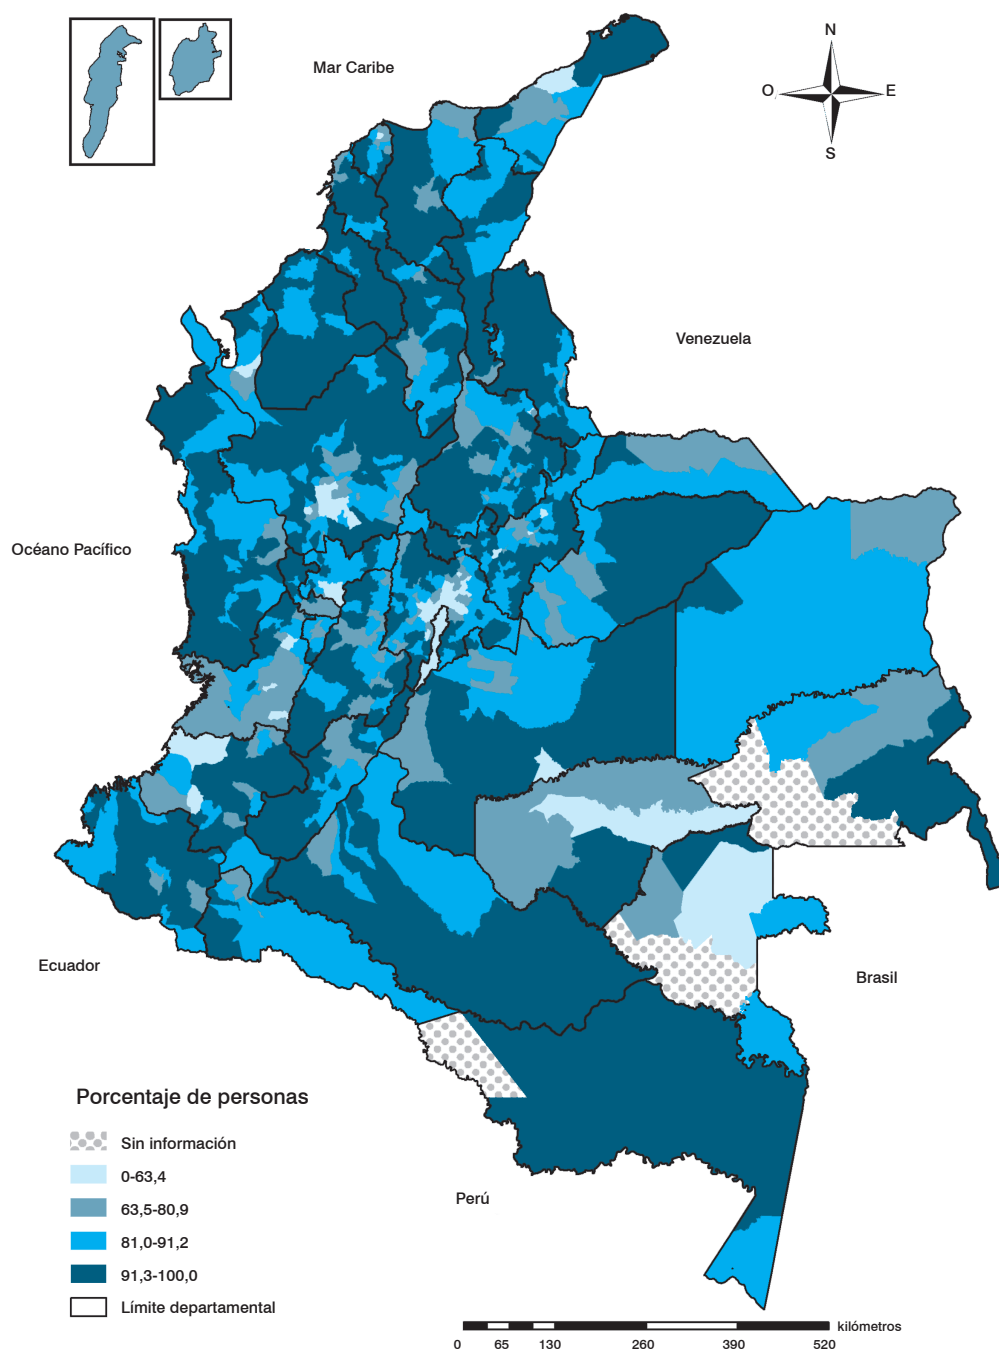 Mar Caribe
N
O
E
S
Venezuela
Océano Pacífico
Ecuador
Brasil
Perú
Porcentaje de personas
Sin información
0-63,4
63,5-80,9
81,0-91,2
91,3-100,0
Límite departamental
kilómetros
0 65 130 260 390 520